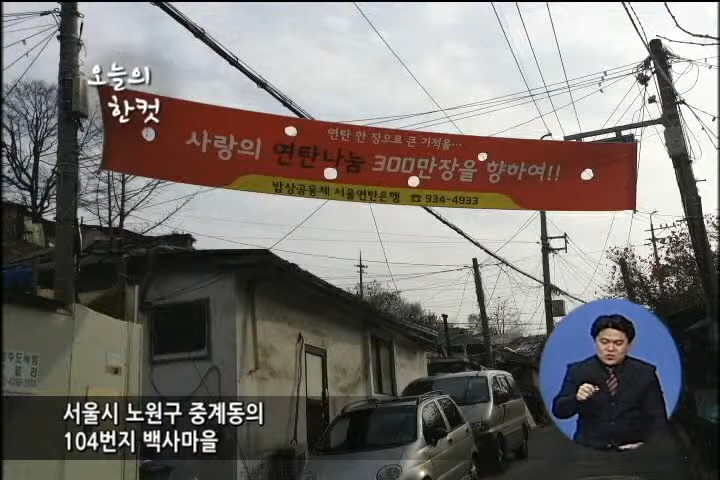 오늘의
한컷
연탄 한 장으로 큰 기적을...
사랑의 연탄나눔 300만장을 향하여!!
밥상공동체 서울연탄은행 ☎ 934-4933
서울시 노원구 중계동의
104번지 백사마을